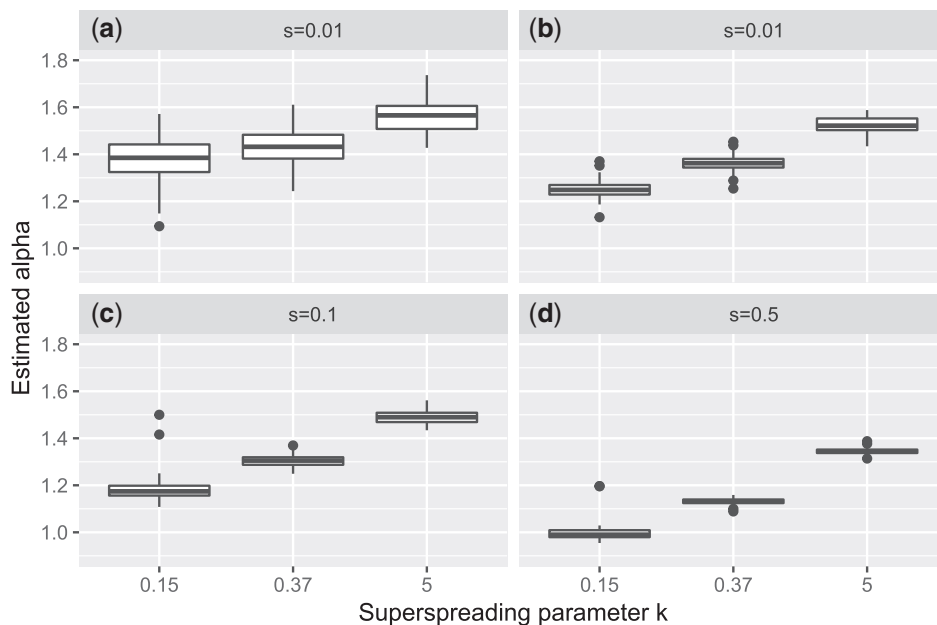 (a) s=0.01
(b) s=0.01
1.8
1.6
1.4
1.2
1.0
(c) s=0.1
(d) s=0.5
1.8
1.6
1.4
1.2
1.0
Estimated alpha
0.15 0.37 5
0.15 0.37 5
Superspreading parameter k